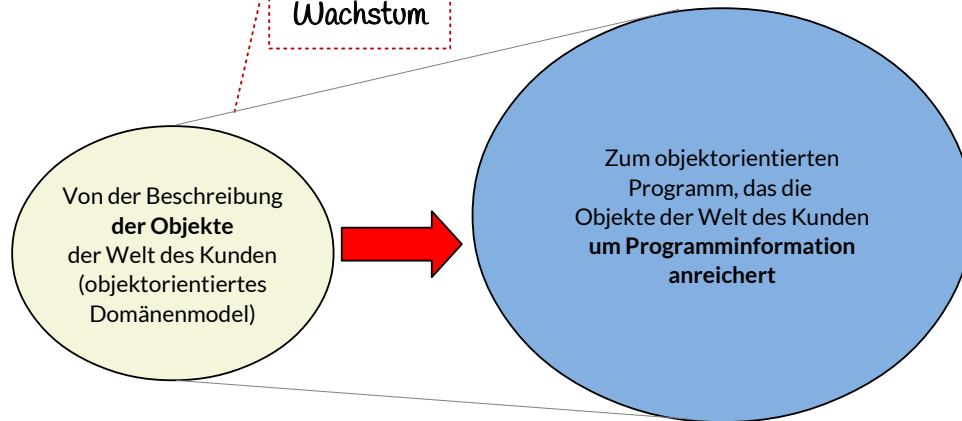 Wachstum
Von der Beschreibung
der Objekte
der Welt des Kunden
(objektorientiertes
Domänenmodel)
Zum objektorientierten
Programm, das die
Objekte der Welt des Kunden
um Programminformation
anreichert